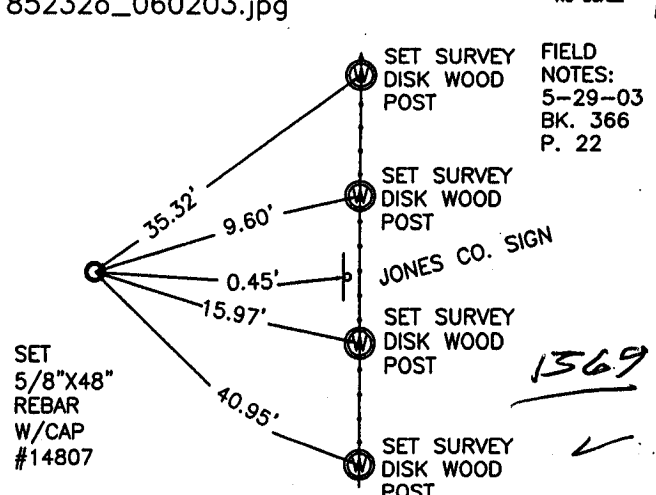 852328_060203.jpg
SET SURVEY
DISK WOOD
POST
FIELD
NOTES:
5-29-03
BK. 366
P. 22
35.32'
SET SURVEY
DISK WOOD
POST
9.60'
JONES CO. SIGN
0.45'
15.97'
SET SURVEY
DISK WOOD
POST
SET
5/8"X48"
REBAR
W/CAP
#14807
40.95'
1569
SET SURVEY
DISK WOOD
POST
W
W
W
W